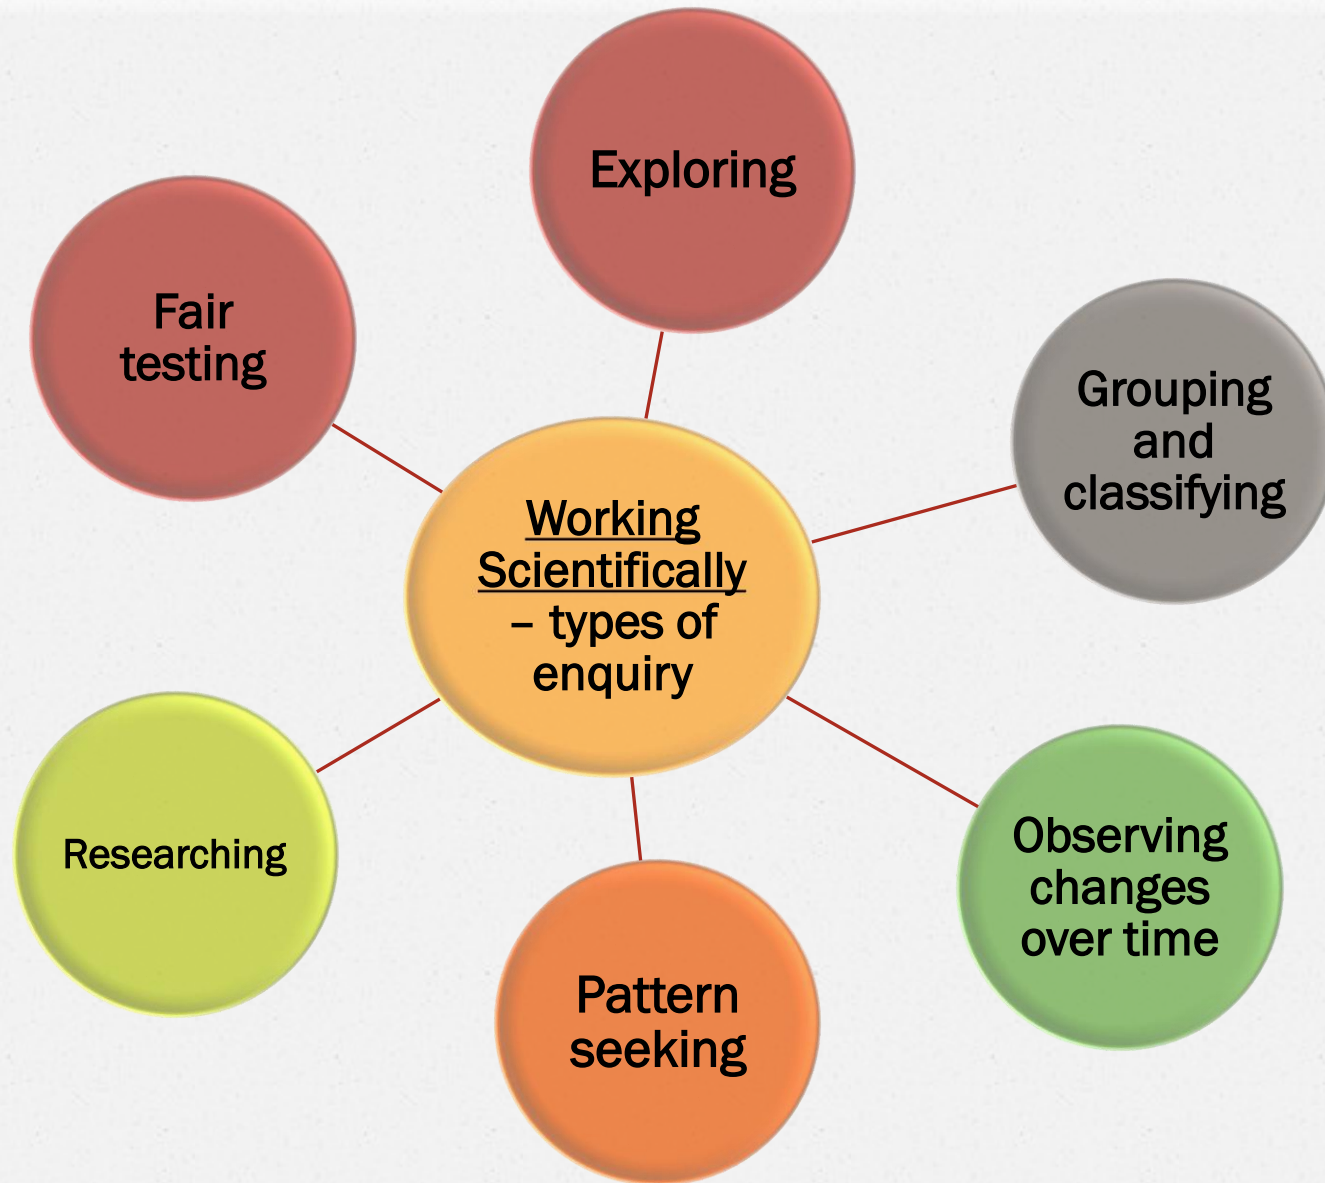 Exploring
Fair
testing
Grouping
and
classifying
Working
Scientifically
– types of
enquiry
Researching
Observing
changes
over time
Pattern
seeking